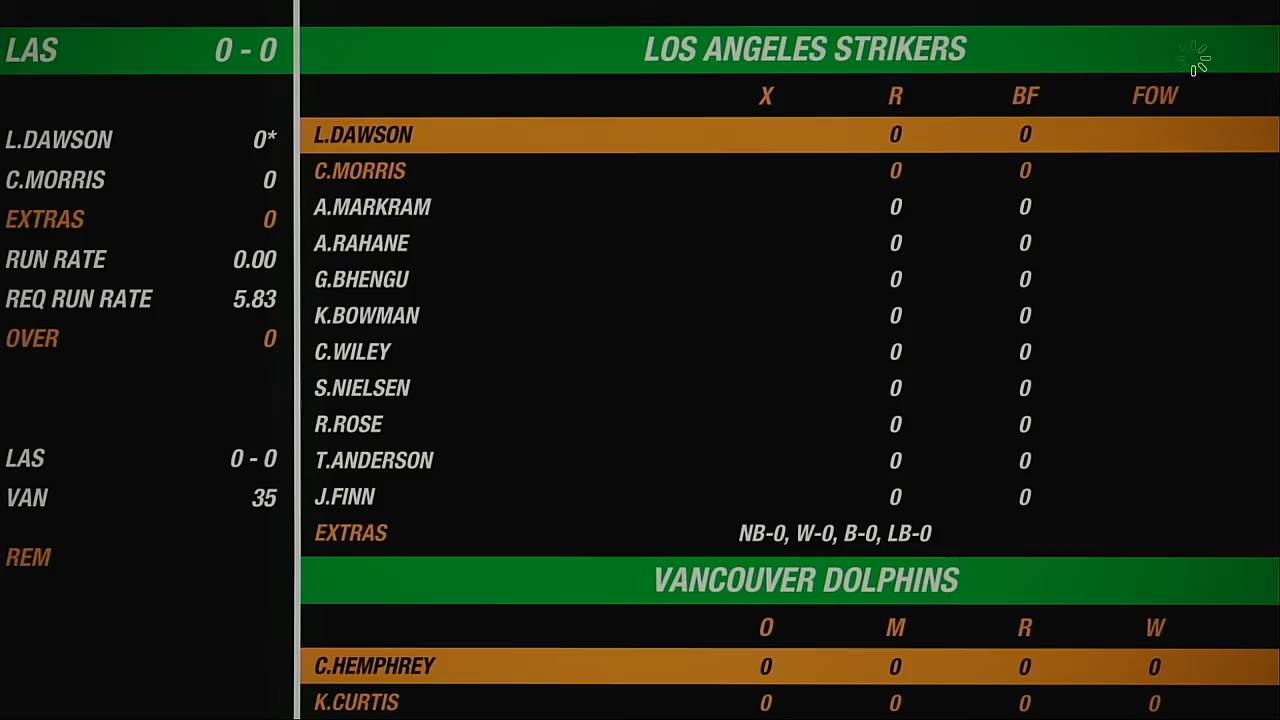 LAS 0 - 0
L.DAWSON 0*
C.MORRIS 0
EXTRAS 0
RUN RATE 0.00
REQ RUN RATE 5.83
OVER 0
LAS 0 - 0
VAN 35
REM
LOS ANGELES STRIKERS
X R BF FOW
L.DAWSON 0 0
C.MORRIS 0 0
A.MARKRAM 0 0
A.RAHANE 0 0
G.BHENGU 0 0
K.BOWMAN 0 0
C.WILEY 0 0
S.NIELSEN 0 0
R.ROSE 0 0
T.ANDERSON 0 0
J.FINN 0 0
EXTRAS NB-0, W-0, B-0, LB-0
VANCOUVER DOLPHINS
O M R W
C.HEMPHREY 0 0 0 0
K.CURTIS 0 0 0 0